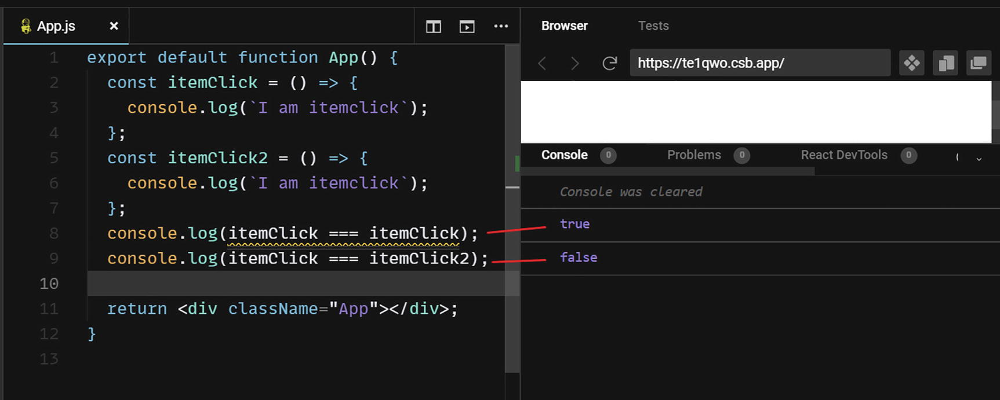 App.js ×
1 export default function App() {
2 const itemClick = () => {
3 console.log(`I am itemclick`);
4 };
5 const itemClick2 = () => {
6 console.log(`I am itemclick`);
7 };
8 console.log(itemClick === itemClick);
9 console.log(itemClick === itemClick2);
10
11 return <div className="App"></div>;
12 }
13
Browser Tests
https://te1qwo.csb.app/
Console 0 Problems 0 React DevTools 0
Console was cleared
true
false